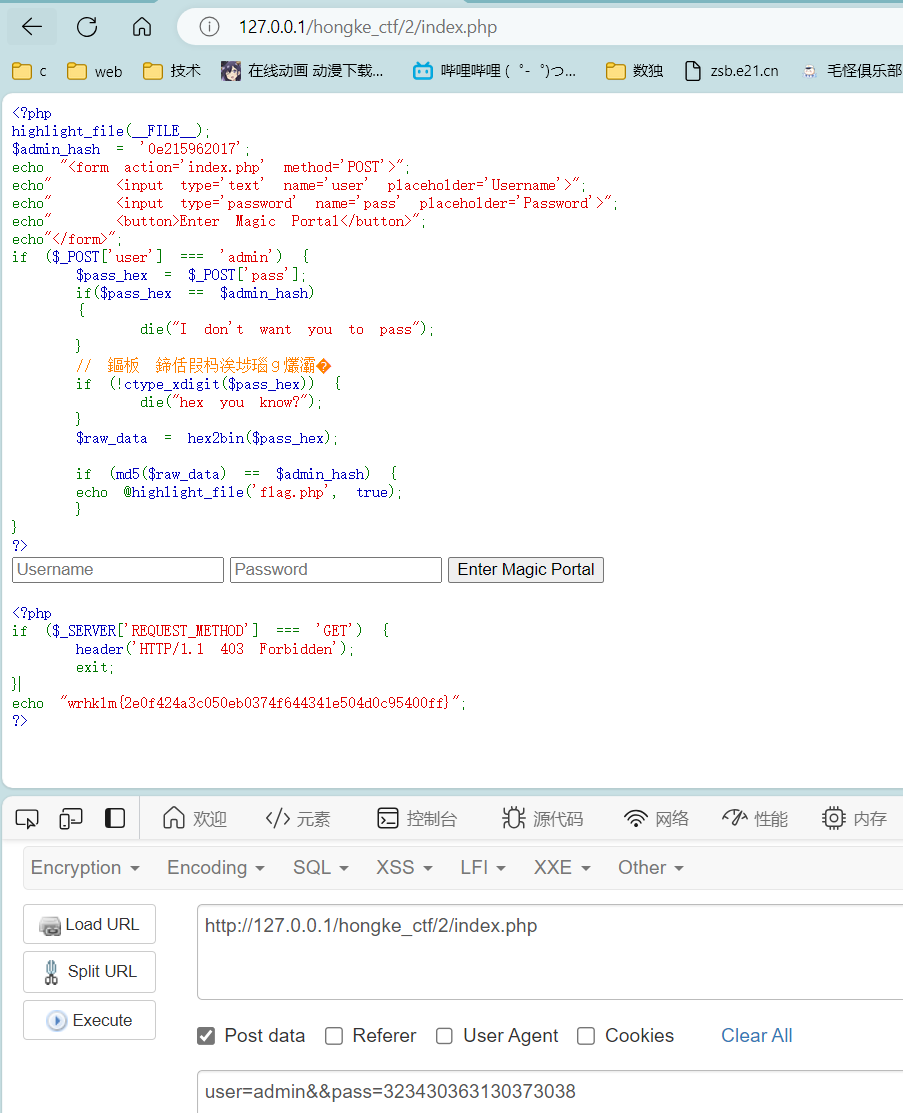 127.0.0.1/hongke_ctf/2/index.php
c web 技术 在线动画 动漫下载... 哔哩哔哩 (゜-゜)つ... 数独 zsb.e21.cn 毛怪俱乐部
<?php
highlight_file(__FILE__);
$admin_hash = '0e215962017';
echo "<form action='index.php' method='POST'>";
echo" <input type='text' name='user' placeholder='Username'>";
echo" <input type='password' name='pass' placeholder='Password'>";
echo" <button>Enter Magic Portal</button>";
echo"</form>";
if ($_POST['user'] === 'admin') {
$pass_hex = $_POST['pass'];
if($pass_hex == $admin_hash)
{
die("I don't want you to pass");
}
//
if (!ctype_xdigit($pass_hex)) {
die("hex you know?");
}
$raw_data = hex2bin($pass_hex);
if (md5($raw_data) == $admin_hash) {
echo @highlight_file('flag.php', true);
}
}
?>
Username Password Enter Magic Portal
<?php
if ($_SERVER['REQUEST_METHOD'] === 'GET') {
header('HTTP/1.1 403 Forbidden');
exit;
}
echo "wrhklm{2e0f424a3c050eb0374f644341e504d0c95400ff}";
?>
欢迎 </> 元素 控制台 源代码 网络 性能 内存
Encryption Encoding SQL XSS LFI XXE Other
Load URL
http://127.0.0.1/hongke_ctf/2/index.php
Split URL
Execute
Post data Referer User Agent Cookies Clear All
user=admin&&pass=323430363130373038